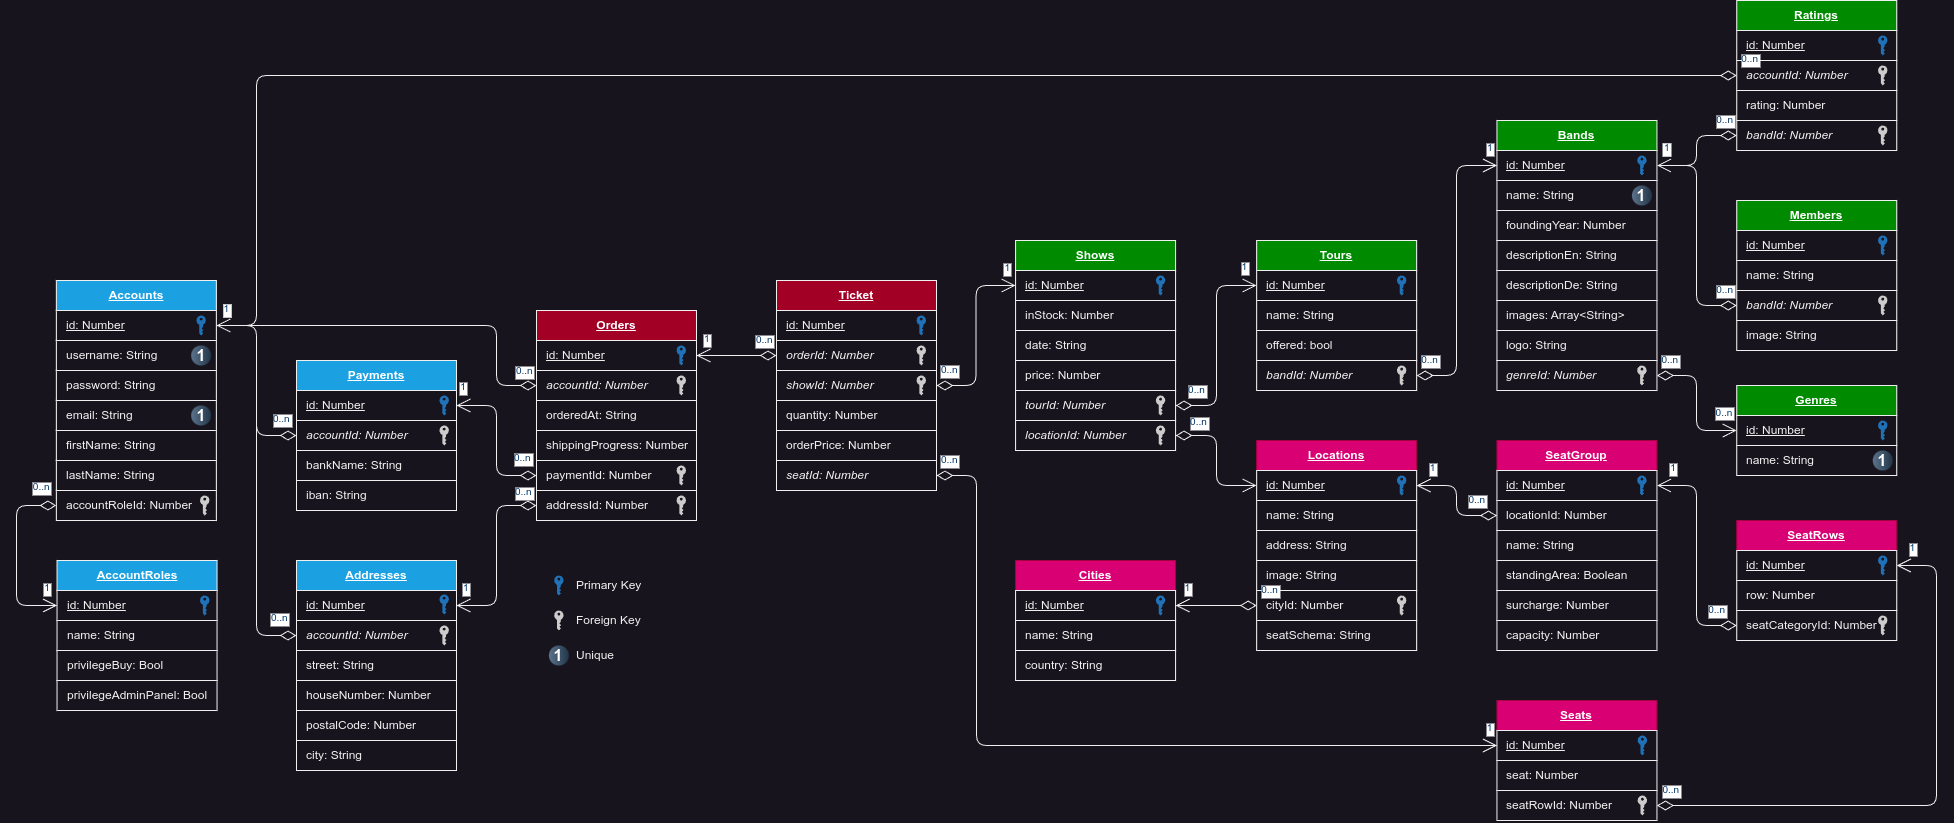 Ratings
id: Number
0..n
accountId: Number
rating: Number
0..n
bandId: Number
Bands
1
id: Number
1
name: String
1
foundingYear: Number
descriptionEn: String
descriptionDe: String
images: Array<String>
logo: String
genreId: Number
0..n
Members
id: Number
name: String
0..n
bandId: Number
image: String
Genres
0..n
id: Number
name: String
1
Tours
1
id: Number
name: String
offered: bool
bandId: Number
0..n
Shows
1
id: Number
inStock: Number
date: String
price: Number
tourId: Number
0..n
locationId: Number
0..n
Accounts
id: Number
1
username: String
1
password: String
email: String
1
firstName: String
lastName: String
0..n
accountRoleId: Number
AccountRoles
1
id: Number
name: String
privilegeBuy: Bool
privilegeAdminPanel: Bool
Payments
id: Number
1
0..n
accountId: Number
bankName: String
iban: String
Addresses
id: Number
1
0..n
accountId: Number
street: String
houseNumber: Number
postalCode: Number
city: String
Orders
id: Number
1
0..n
accountId: Number
orderedAt: String
shippingProgress: Number
0..n
paymentId: Number
0..n
addressId: Number
Ticket
id: Number
0..n
orderId: Number
showId: Number
0..n
quantity: Number
orderPrice: Number
seatId: Number
0..n
Primary Key
Foreign Key
1
Unique
Locations
id: Number
1
name: String
address: String
image: String
0..n
cityId: Number
seatSchema: String
Cities
id: Number
1
name: String
country: String
SeatGroup
id: Number
1
0..n
locationId: Number
name: String
standingArea: Boolean
surcharge: Number
capacity: Number
SeatRows
id: Number
1
row: Number
0..n
seatCategoryId: Number
Seats
1
id: Number
seat: Number
seatRowId: Number
0..n